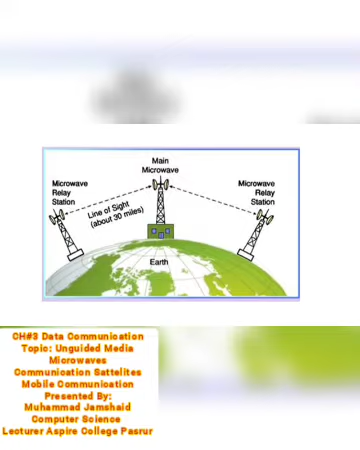 Main
Microwave
Microwave
Relay
Station
Microwave
Relay
Station
Line of Sight
(about 30 miles)
Earth
CH#3 Data Communication
Topic: Unguided Media
Microwaves
Communication Sattelites
Mobile Communication
Presented By:
Muhammad Jamshaid
Computer Science
Lecturer Aspire College Pasrur